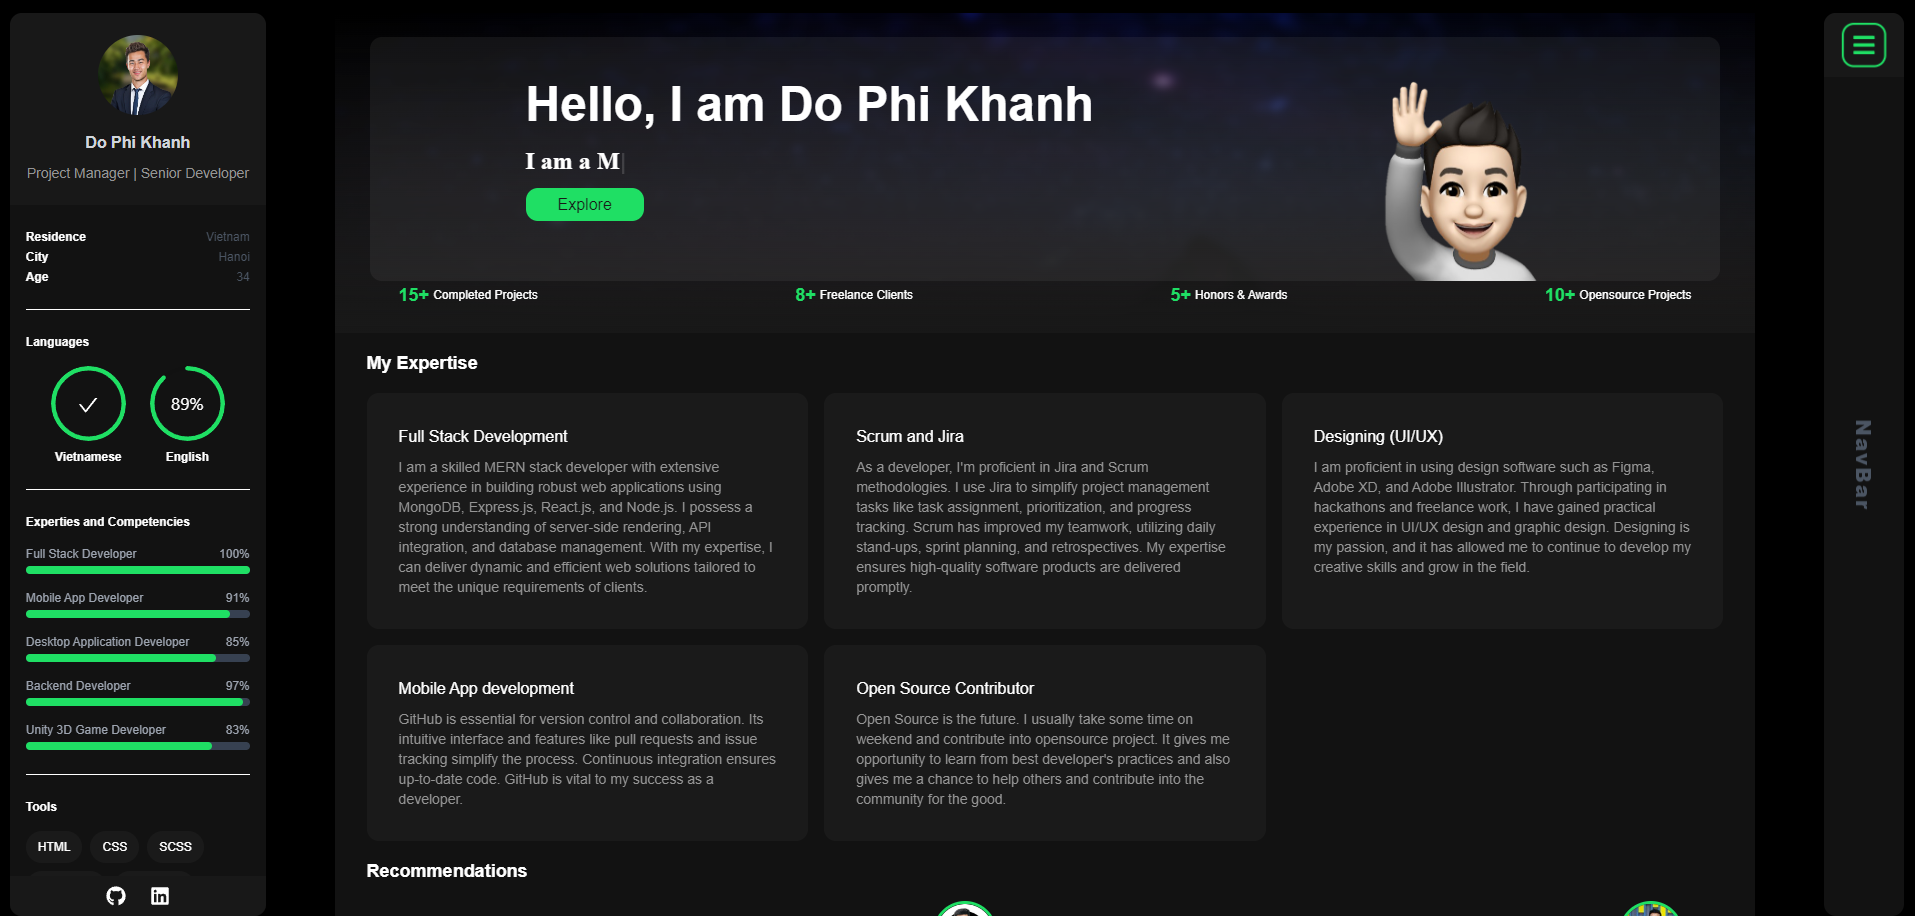 Do Phi Khanh
Project Manager | Senior Developer
Residence Vietnam
City Hanoi
Age 34
Languages
89%
Vietnamese English
Experties and Competencies
Full Stack Developer 100%
Mobile App Developer 91%
Desktop Application Developer 85%
Backend Developer 97%
Unity 3D Game Developer 83%
Tools
HTML CSS SCSS
Hello, I am Do Phi Khanh
I am a M|
Explore
15+ Completed Projects
8+ Freelance Clients
5+ Honors & Awards
10+ Opensource Projects
My Expertise
Full Stack Development
I am a skilled MERN stack developer with extensive
experience in building robust web applications using
MongoDB, Express.js, React.js, and Node.js. I possess a
strong understanding of server-side rendering, API
integration, and database management. With my expertise, I
can deliver dynamic and efficient web solutions tailored to
meet the unique requirements of clients.
Scrum and Jira
As a developer, I'm proficient in Jira and Scrum
methodologies. I use Jira to simplify project management
tasks like task assignment, prioritization, and progress
tracking. Scrum has improved my teamwork, utilizing daily
stand-ups, sprint planning, and retrospectives. My expertise
ensures high-quality software products are delivered
promptly.
Designing (UI/UX)
I am proficient in using design software such as Figma,
Adobe XD, and Adobe Illustrator. Through participating in
hackathons and freelance work, I have gained practical
experience in UI/UX design and graphic design. Designing is
my passion, and it has allowed me to continue to develop my
creative skills and grow in the field.
Mobile App development
GitHub is essential for version control and collaboration. Its
intuitive interface and features like pull requests and issue
tracking simplify the process. Continuous integration ensures
up-to-date code. GitHub is vital to my success as a
developer.
Open Source Contributor
Open Source is the future. I usually take some time on
weekend and contribute into opensource project. It gives me
opportunity to learn from best developer's practices and also
gives me a chance to help others and contribute into the
community for the good.
Recommendations
NavBar